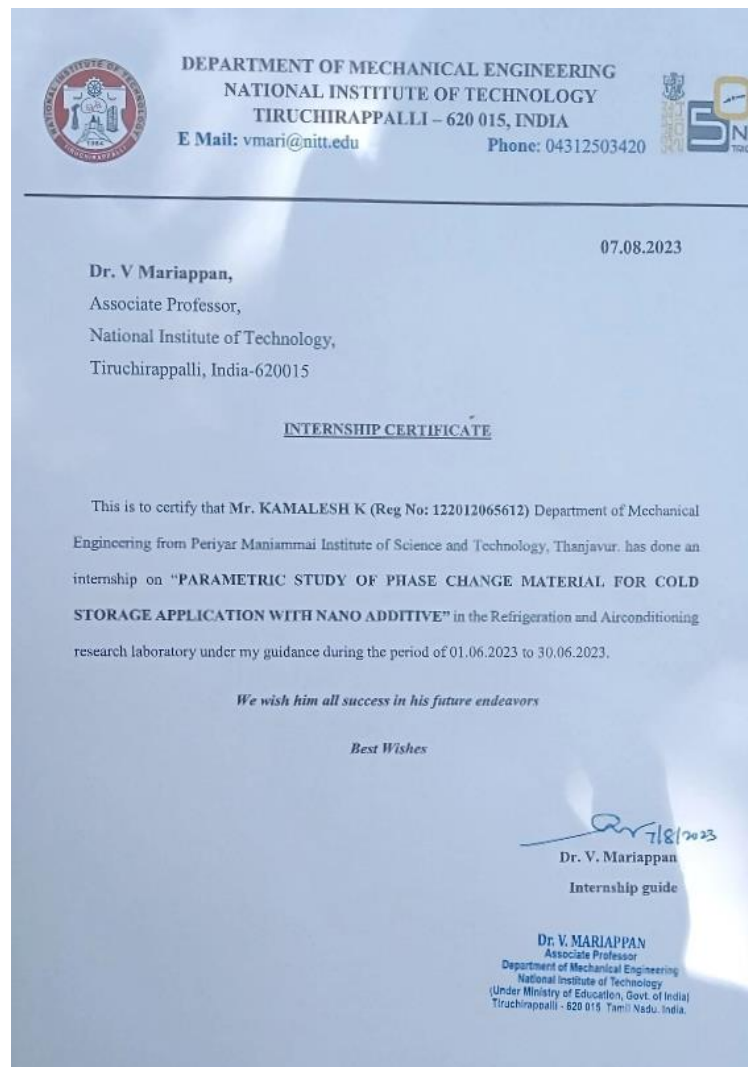 DEPARTMENT OF MECHANICAL ENGINEERING
NATIONAL INSTITUTE OF TECHNOLOGY
TIRUCHIRAPPALLI – 620 015, INDIA
E Mail: vmari@nitt.edu Phone: 04312503420
NATIONAL INSTITUTE OF TECHNOLOGY
TIRUCHIRAPPALLI
1964
5
N
07.08.2023
Dr. V Mariappan,
Associate Professor,
National Institute of Technology,
Tiruchirappalli, India-620015
INTERNSHIP CERTIFICATE
This is to certify that Mr. KAMALESH K (Reg No: 122012065612) Department of Mechanical
Engineering from Periyar Maniammai Institute of Science and Technology, Thanjavur. has done an
internship on “PARAMETRIC STUDY OF PHASE CHANGE MATERIAL FOR COLD
STORAGE APPLICATION WITH NANO ADDITIVE” in the Refrigeration and Airconditioning
research laboratory under my guidance during the period of 01.06.2023 to 30.06.2023.
We wish him all success in his future endeavors
Best Wishes
7/8/2023
Dr. V. Mariappan
Internship guide
Dr. V. MARIAPPAN
Associate Professor
Department of Mechanical Engineering
National Institute of Technology
(Under Ministry of Education, Govt. of India)
Tiruchirappalli - 620 015 Tamil Nadu. India.